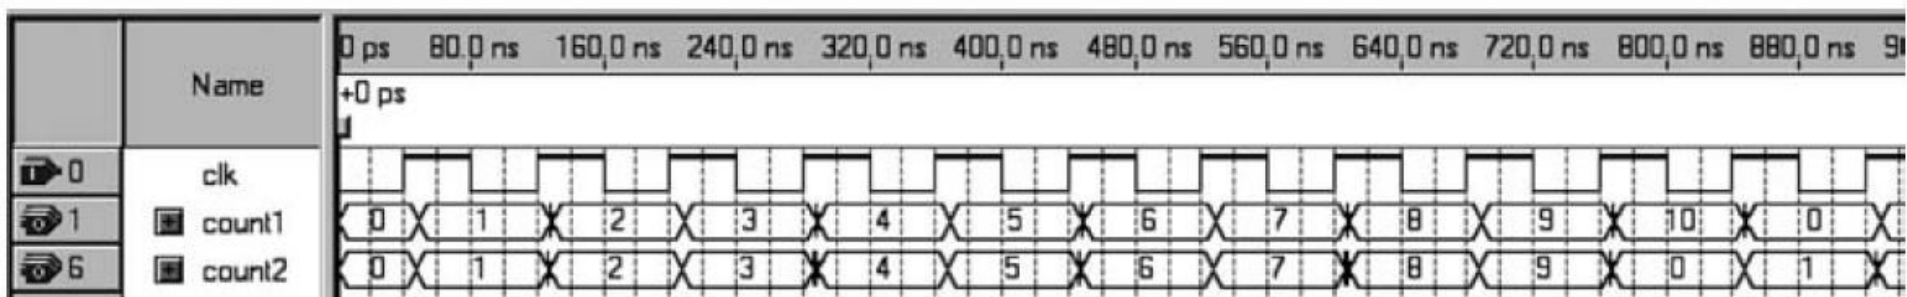 0 ps 80.0 ns 160.0 ns 240.0 ns 320.0 ns 400.0 ns 480.0 ns 560.0 ns 640.0 ns 720.0 ns 800.0 ns 880.0 ns
Name
+0 ps
0 clk
1 count1 0 1 2 3 4 5 6 7 8 9 10 0
6 count2 0 1 2 3 4 5 6 7 8 9 0 1